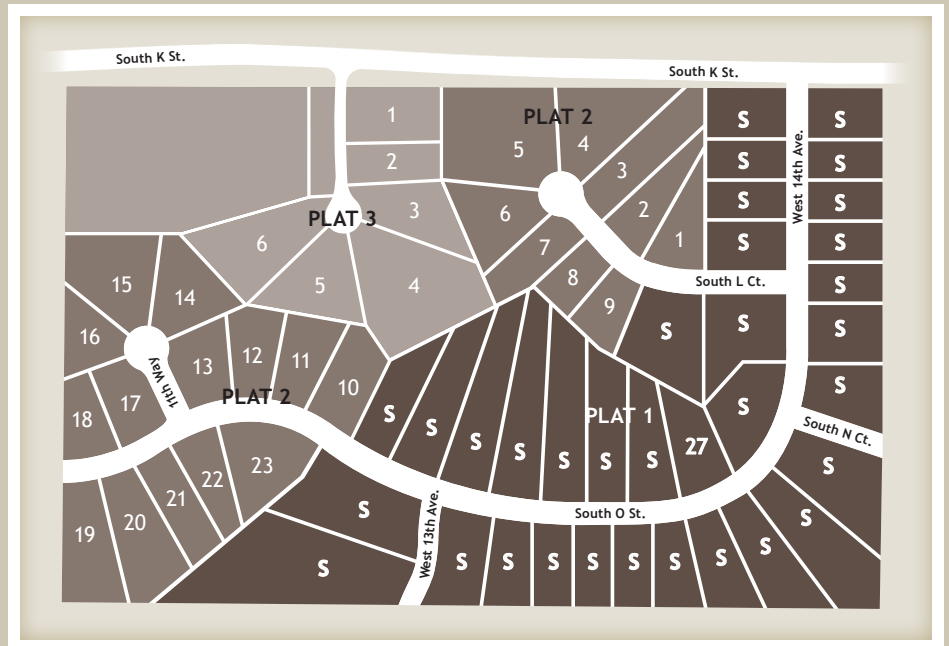 South K St.
South K St.
1
PLAT 2
S
S
5
4
2
S
S
3
6
3
2
S
S
PLAT 3
West 14th Ave.
7
1
S
S
6
5
4
8
South L Ct.
S
15
14
9
S
S
S
16
13
12
11
10
11th Way
PLAT 2
17
18
S
S
S
S
S
S
S
PLAT 1
27
S
S
South N Ct.
23
22
21
20
19
S
S
West 13th Ave.
South O St.
S
S
S
S
S
S
S
S
S
S